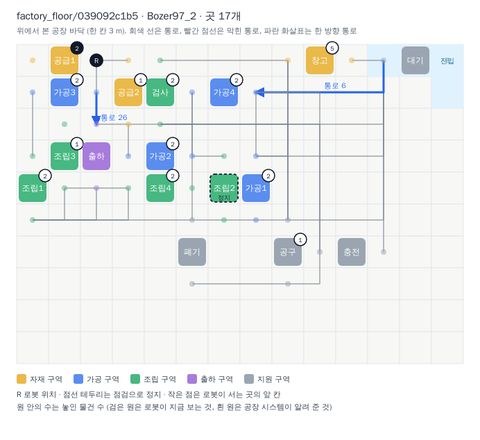 factory_floor/039092c1b5 · Bozer97_2 · 곳 17개
위에서 본 공장 바닥 (한 칸 3 m). 회색 선은 통로, 빨간 점선은 막힌 통로, 파란 화살표는 한 방향 통로
공급1 2 R 창고 5 대기 전립
가공3 2 공급2 1 검사 2 가공4 2 통로 6
통로 26
조립3 1 출하 가공2 2
조립1 2 조립4 2 조립2 정지 가공1 2
폐기 공구 1 충전
자재 구역 가공 구역 조립 구역 출하 구역 지원 구역
R 로봇 위치 · 점선 테두리는 점검으로 정지 · 작은 점은 로봇이 서는 곳의 앞 칸
원 안의 수는 놓인 물건 수 (검은 원은 로봇이 지금 보는 것, 흰 원은 공장 시스템이 알려 준 것)